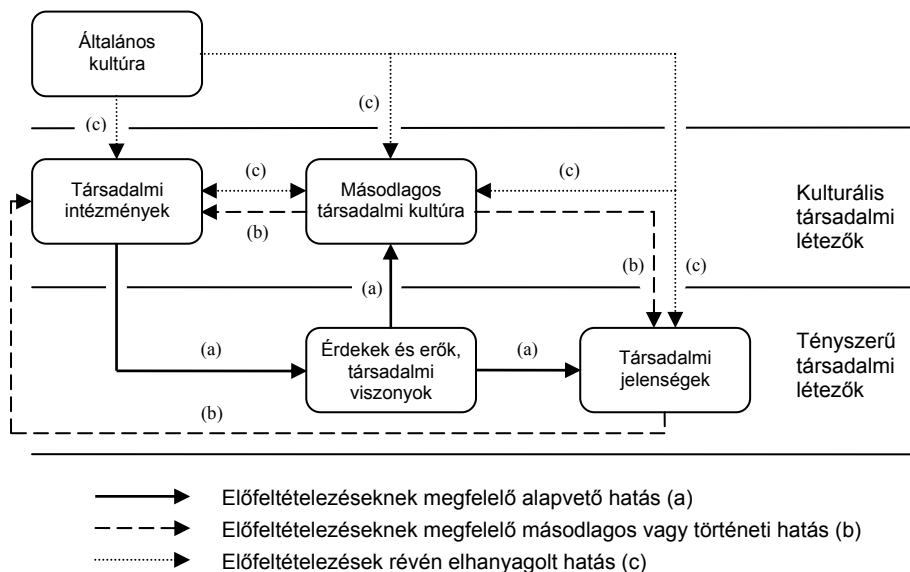 Általános
kultúra
(c)
(c)
Társadalmi
intézmények
(c)
(b)
Másodlagos
társadalmi kultúra
(c)
Kulturális
társadalmi
létezők
(b)
(c)
(a)
(a)
Érdekek és erők,
társadalmi
viszonyok
(a)
Társadalmi
jelenségek
Tényszerű
társadalmi
létezők
(b)
Előfeltételezéseknek megfelelő alapvető hatás (a)
Előfeltételezéseknek megfelelő másodlagos vagy történeti hatás (b)
Előfeltételezések révén elhanyagolt hatás (c)